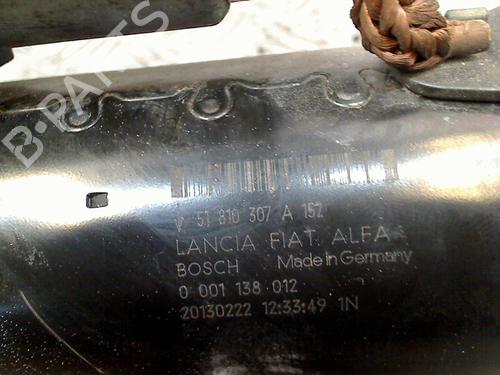 B-PARTS
V 51 810 307 A 152
LANCIA FIAT ALFA
BOSCH Made in Germany
0 001 138 012
20130222 12:33:49 1N